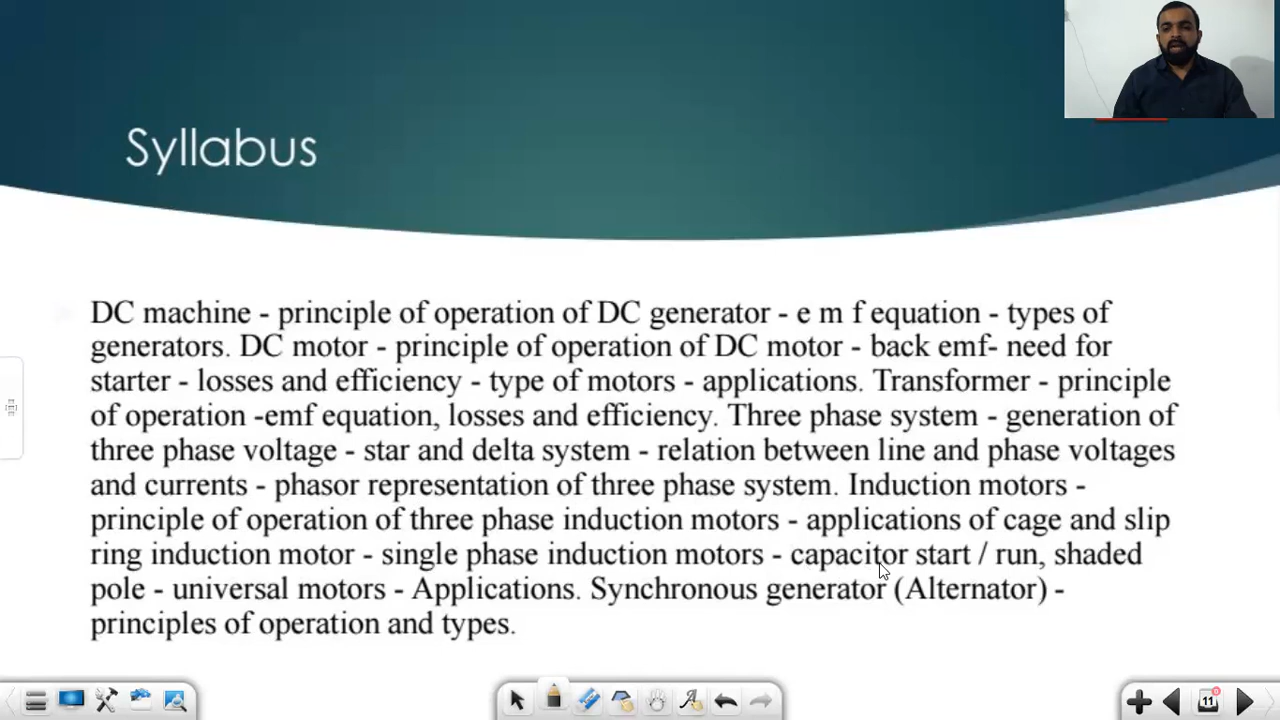 Syllabus
DC machine - principle of operation of DC generator - e m f equation - types of
generators. DC motor - principle of operation of DC motor - back emf- need for
starter - losses and efficiency - type of motors - applications. Transformer - principle
of operation -emf equation, losses and efficiency. Three phase system - generation of
three phase voltage - star and delta system - relation between line and phase voltages
and currents - phasor representation of three phase system. Induction motors -
principle of operation of three phase induction motors - applications of cage and slip
ring induction motor - single phase induction motors - capacitor start / run, shaded
pole - universal motors - Applications. Synchronous generator (Alternator) -
principles of operation and types.
11